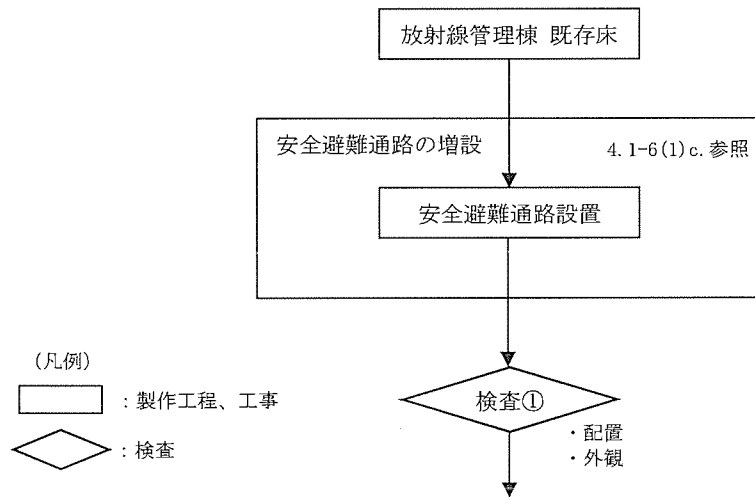 放射線管理棟 既存床
安全避難通路の増設
4.1-6(1)c.参照
安全避難通路設置
検査①
・配置
・外観
(凡例)
：製作工程、工事
：検査